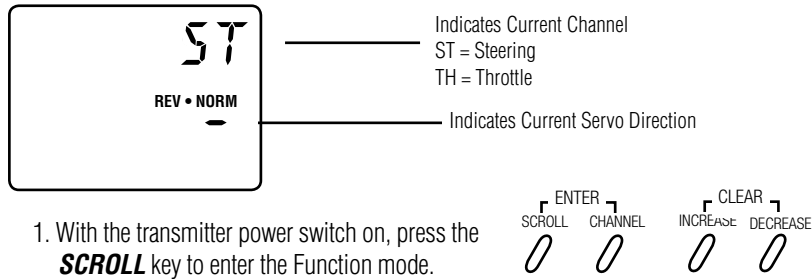 ST
Indicates Current Channel
ST = Steering
TH = Throttle
REV • NORM
Indicates Current Servo Direction
ENTER
CLEAR
SCROLL CHANNEL INCREASE DECREASE
1. With the transmitter power switch on, press the
SCROLL key to enter the Function mode.